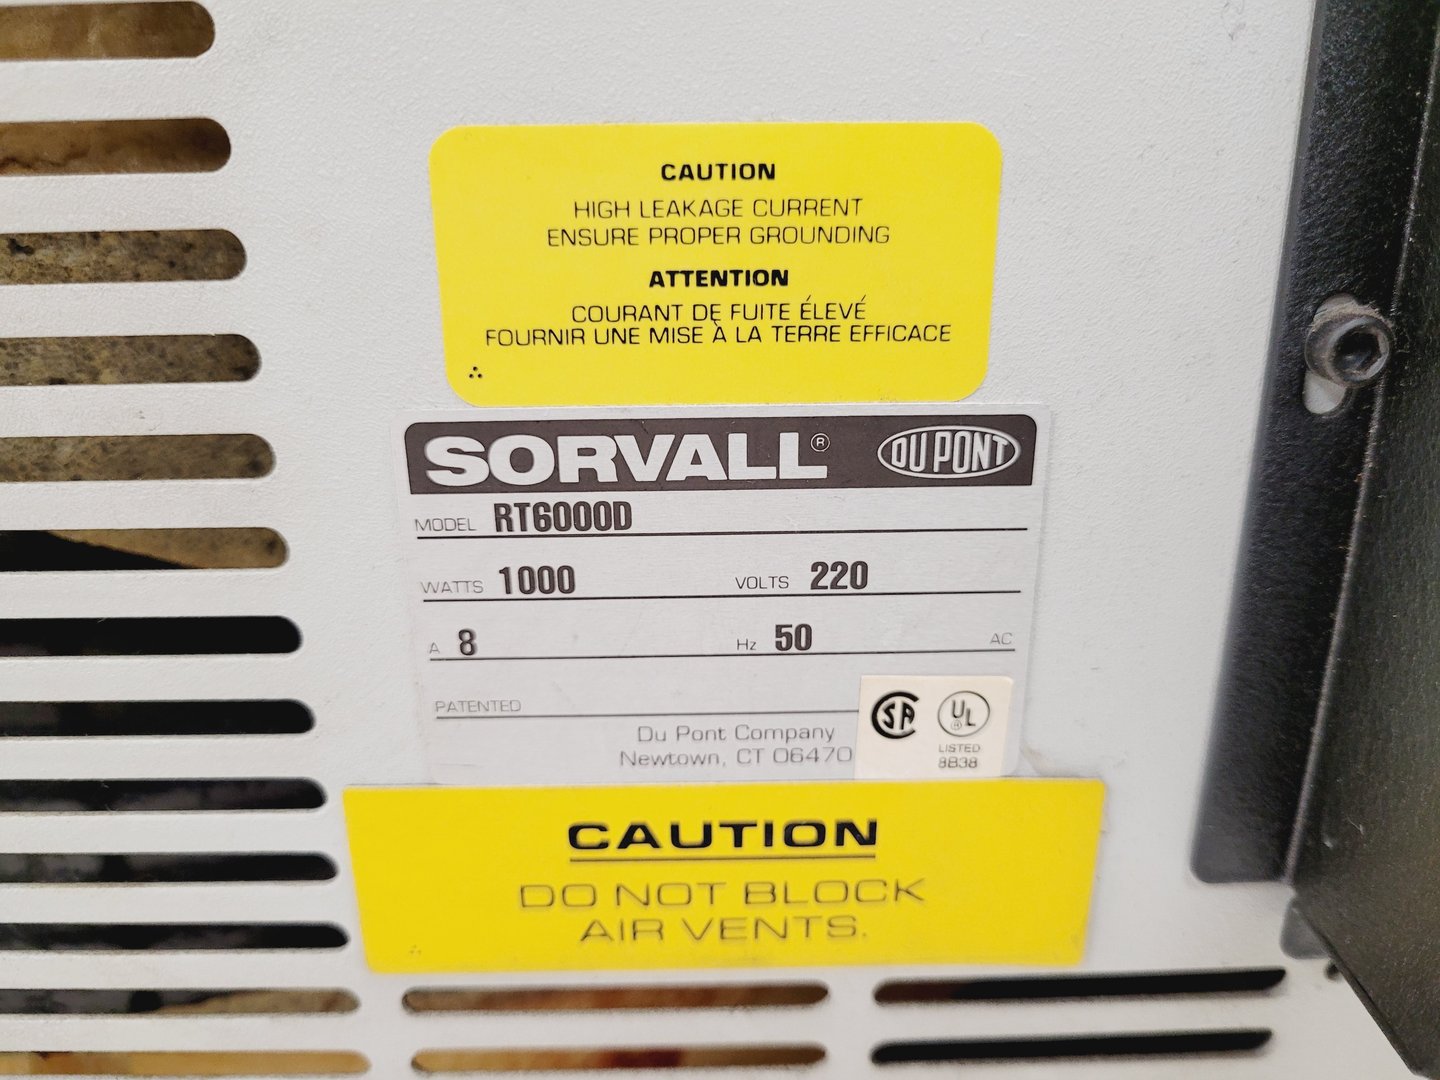 CAUTION
HIGH LEAKAGE CURRENT
ENSURE PROPER GROUNDING
ATTENTION
COURANT DE FUITE ÉLEVÉ
FOURNIR UNE MISE À LA TERRE EFFICACE
SORVALL® DU PONT
MODEL RT6000D
WATTS 1000 VOLTS 220
A 8 Hz 50 AC
PATENTED
Du Pont Company
Newtown, CT 06470
SA UL
LISTED
8B38
CAUTION
DO NOT BLOCK
AIR VENTS.